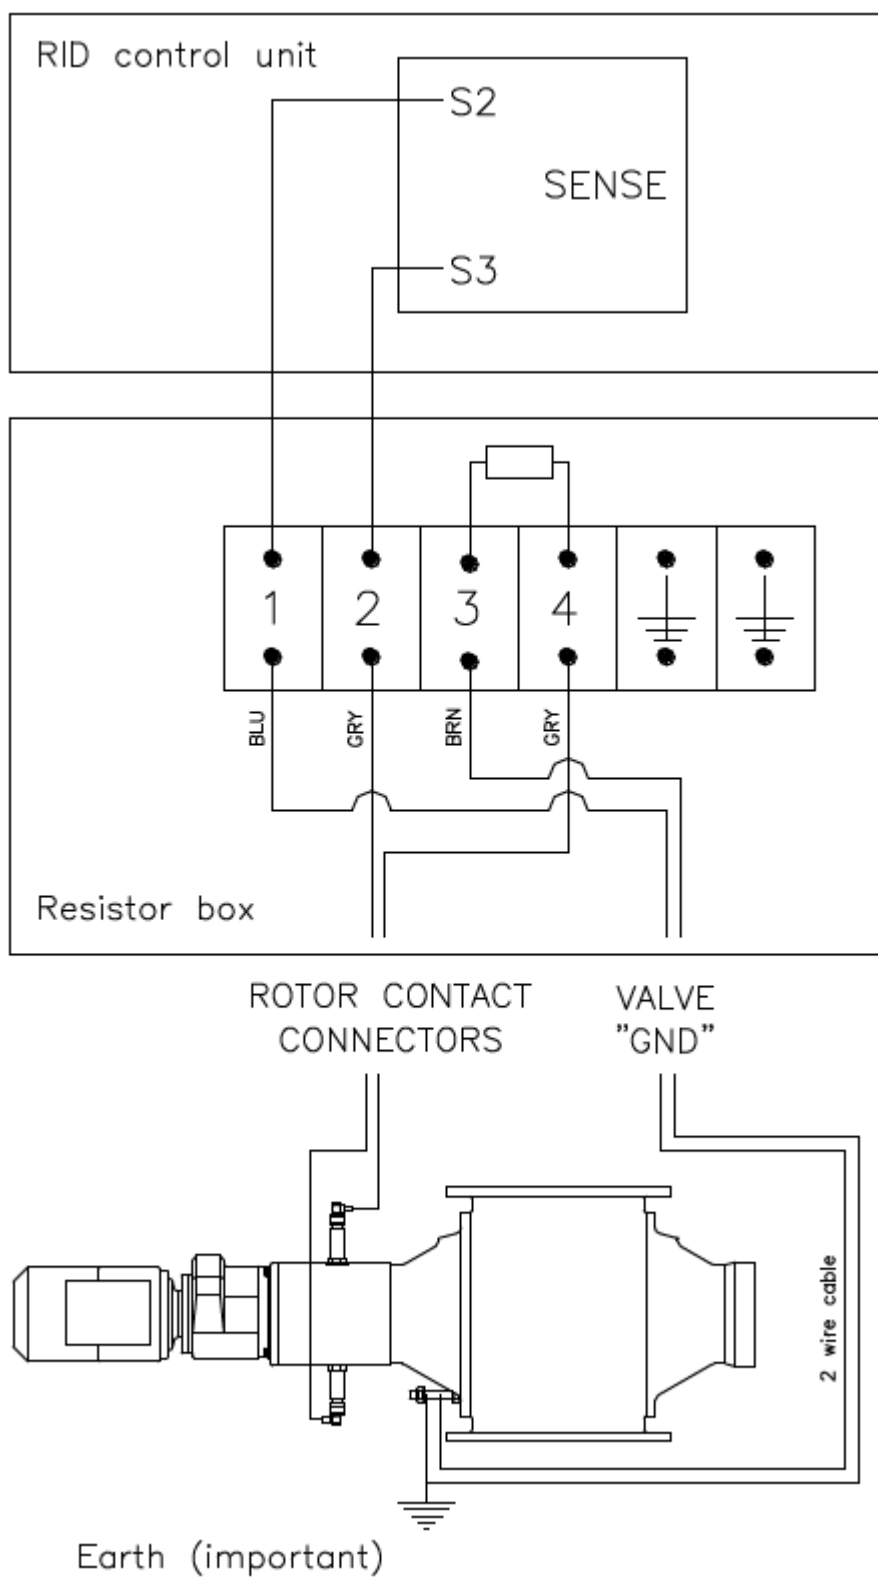 RID control unit
S2
SENSE
S3
1 2 3 4
BLU GRY BRN GRY
Resistor box
ROTOR CONTACT
CONNECTORS
VALVE
"GND"
2 wire cable
Earth (important)